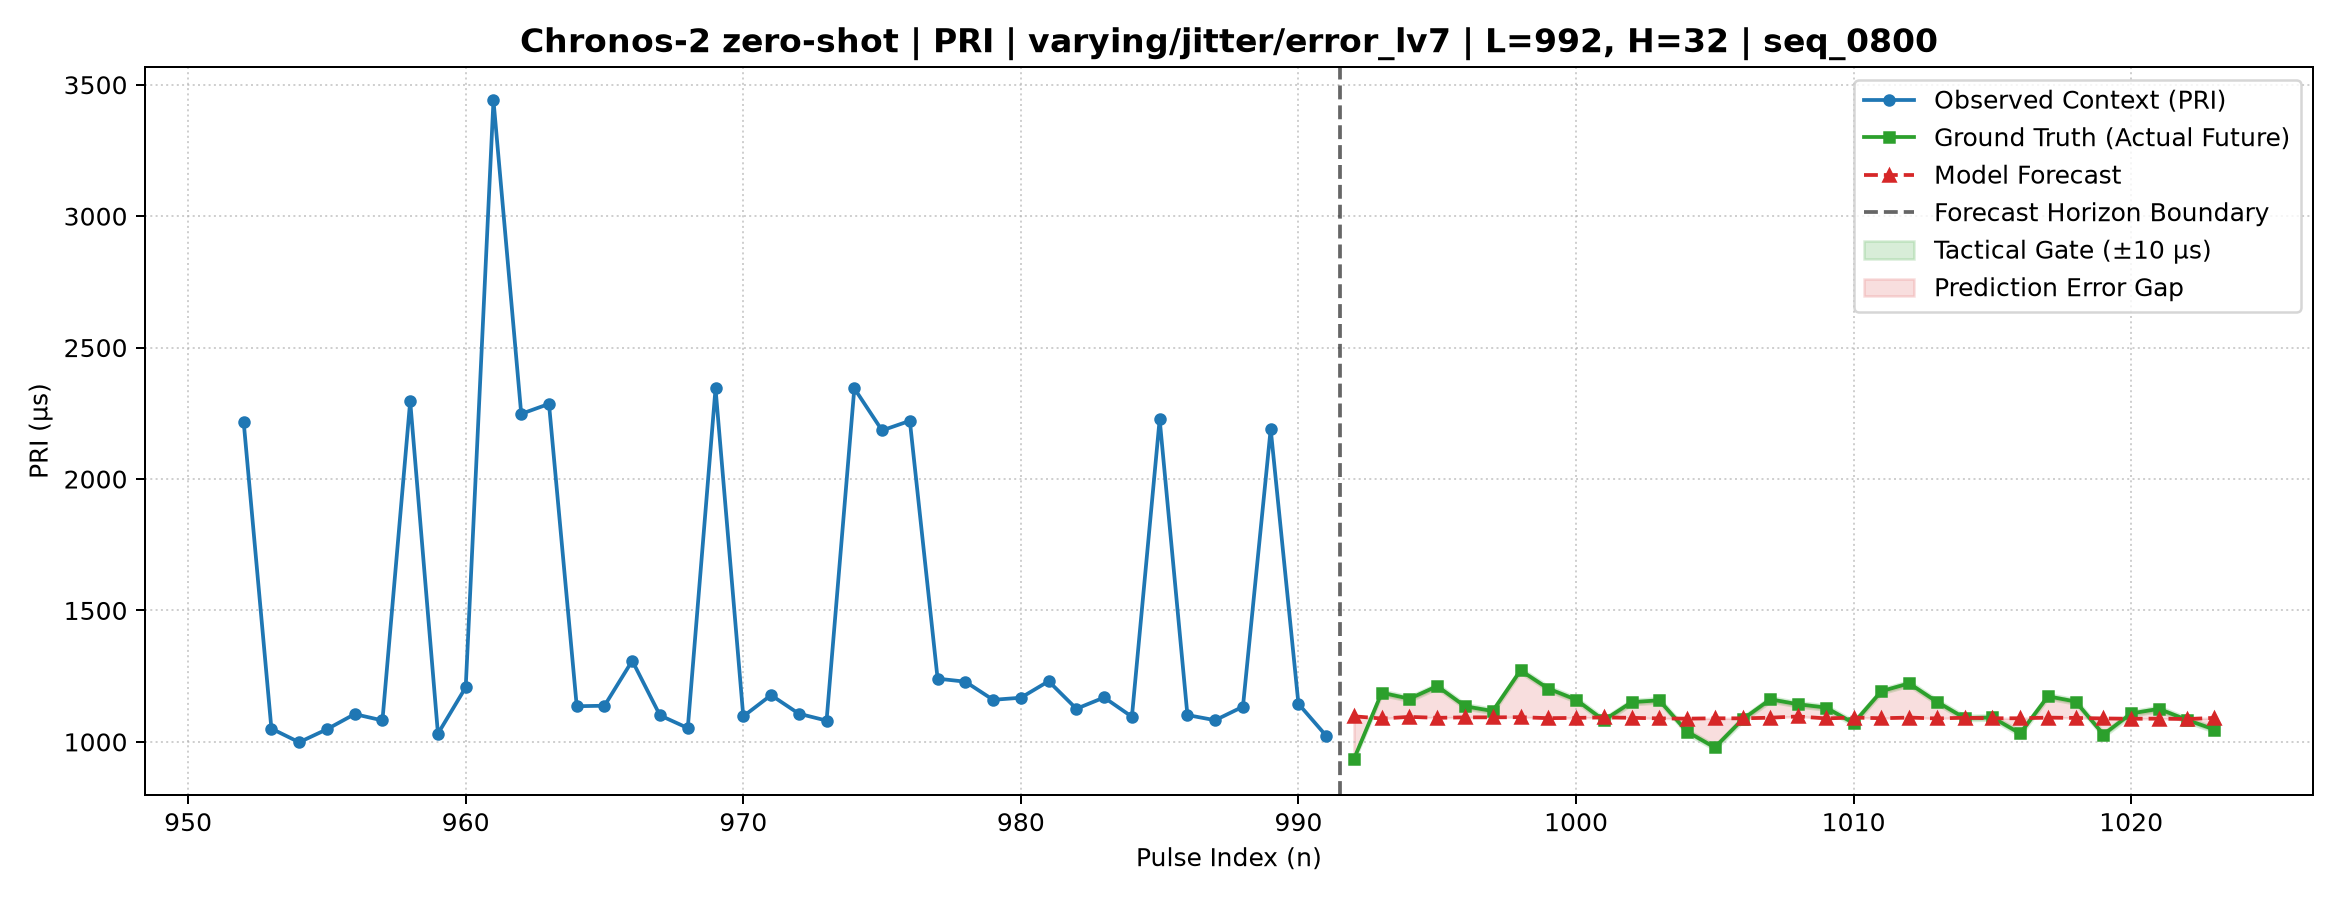 Chronos-2 zero-shot | PRI | varying/jitter/error_lv7 | L=992, H=32 | seq_0800
3500
3000
2500
2000
1500
1000
PRI (µs)
Observed Context (PRI)
Ground Truth (Actual Future)
Model Forecast
Forecast Horizon Boundary
Tactical Gate (±10 µs)
Prediction Error Gap
950 960 970 980 990 1000 1010 1020
Pulse Index (n)